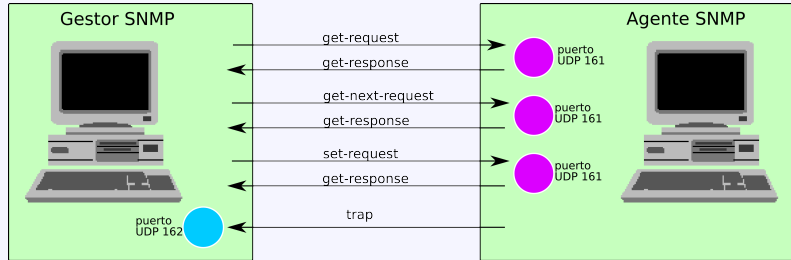 Gestor SNMP
Agente SNMP
get-request
puerto
UDP 161
get-response
get-next-request
puerto
UDP 161
get-response
set-request
puerto
UDP 161
get-response
trap
puerto
UDP 162